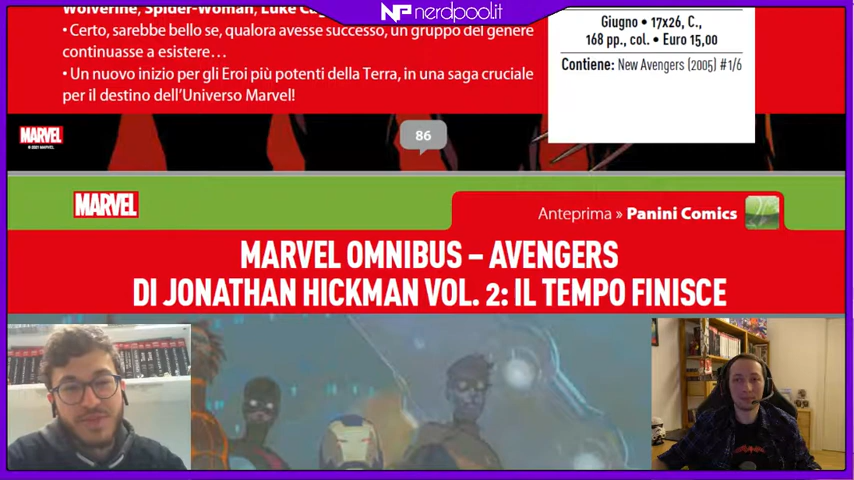 NP nerdpool.it
Wolverine, Spider-Woman, Luke
• Certo, sarebbe bello se, qualora avesse successo, un gruppo del genere
continuasse a esistere…
• Un nuovo inizio per gli Eroi più potenti della Terra, in una saga cruciale
per il destino dell'Universo Marvel!
Giugno • 17x26, C.,
168 pp., col. • Euro 15,00
Contiene: New Avengers (2005) #1/6
MARVEL
© 2021 MARVEL
86
MARVEL
Anteprima » Panini Comics
MARVEL OMNIBUS – AVENGERS
DI JONATHAN HICKMAN VOL. 2: IL TEMPO FINISCE